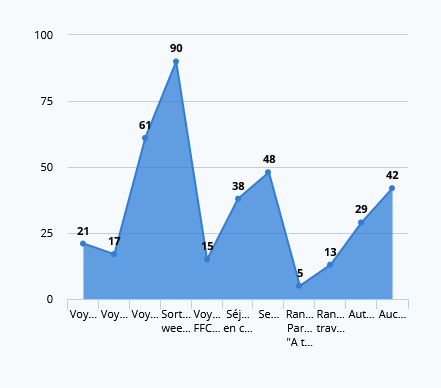 100
75
50
25
0
21
17
61
90
15
38
48
5
13
29
42
Voy...
Voy...
Voy...
Sort...
wee...
Voy...
FFC...
Séj...
en c...
Se...
Ran...
Par...
"A t...
Ran...
trav...
Aut...
Auc...